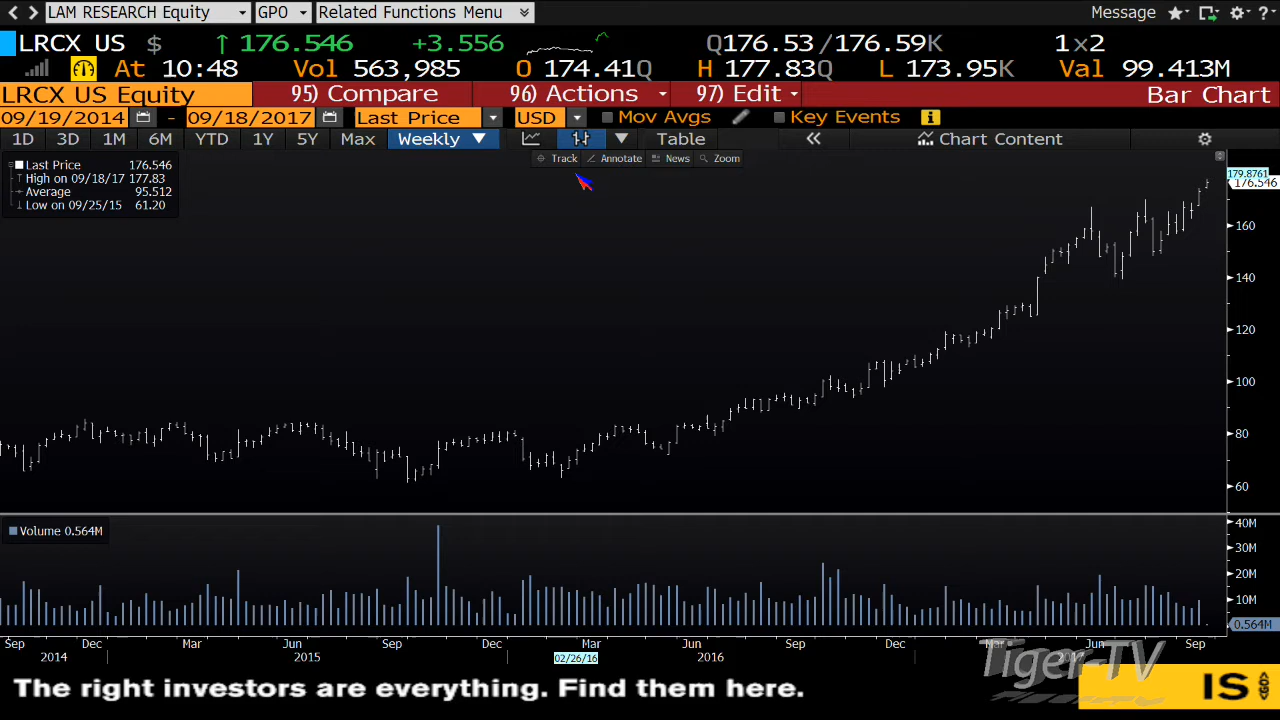 LAM RESEARCH Equity GPO Related Functions Menu Message
LRCX US $ ↑ 176.546 +3.556 Q176.53/176.59K 1x2
At 10:48 Vol 563,985 O 174.41Q H 177.83Q L 173.95K Val 99.413M
LRCX US Equity 95) Compare 96) Actions 97) Edit Bar Chart
09/19/2014 - 09/18/2017 Last Price USD Mov Avgs Key Events
1D 3D 1M 6M YTD 1Y 5Y Max Weekly Table « Chart Content
Track Annotate News Zoom
Last Price 176.546
High on 09/18/17 177.83
Average 95.512
Low on 09/25/15 61.20
179.8761
176.546
160
140
120
100
80
60
Volume 0.564M
40M
30M
20M
10M
0.564M
Sep Dec Mar Jun Sep Dec Mar Jun Sep Dec Mar Jun Sep
2014 2015 02/26/16 2016 2017
Tiger-TV
The right investors are everything. Find them here.
IS ADGV